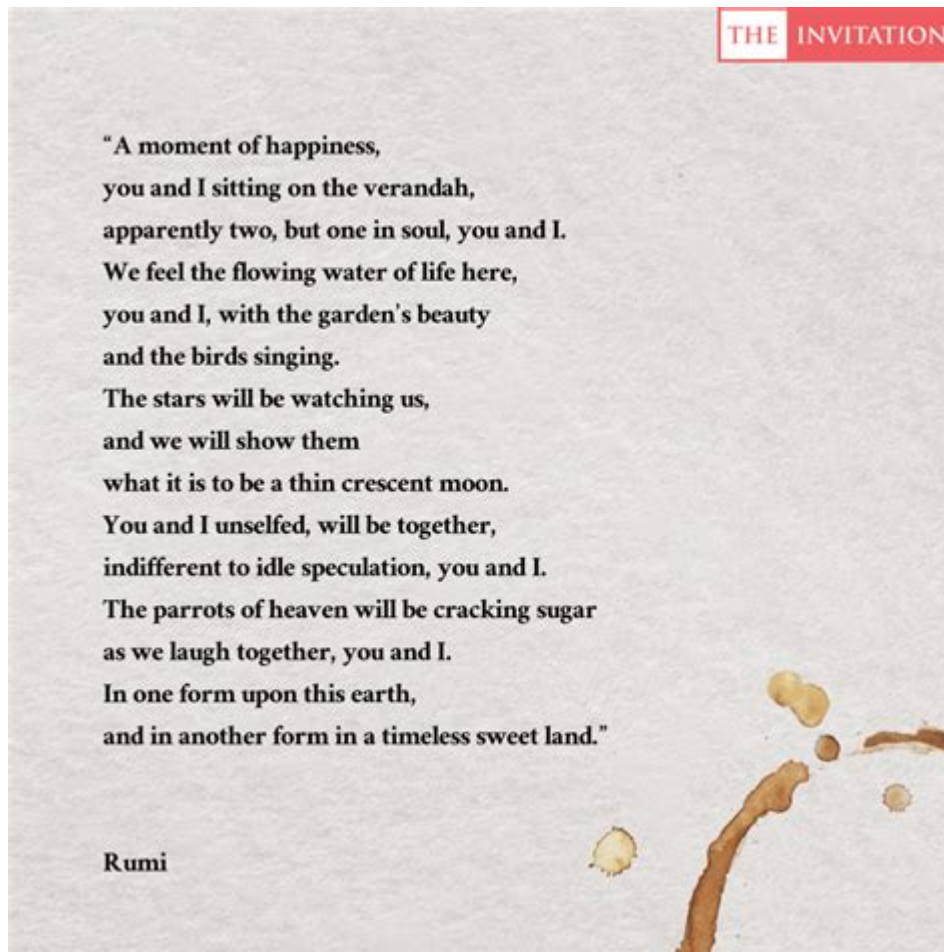 THE INVITATION
“A moment of happiness,
you and I sitting on the verandah,
apparently two, but one in soul, you and I.
We feel the flowing water of life here,
you and I, with the garden's beauty
and the birds singing.
The stars will be watching us,
and we will show them
what it is to be a thin crescent moon.
You and I unselfed, will be together,
indifferent to idle speculation, you and I.
The parrots of heaven will be cracking sugar
as we laugh together, you and I.
In one form upon this earth,
and in another form in a timeless sweet land.”
Rumi